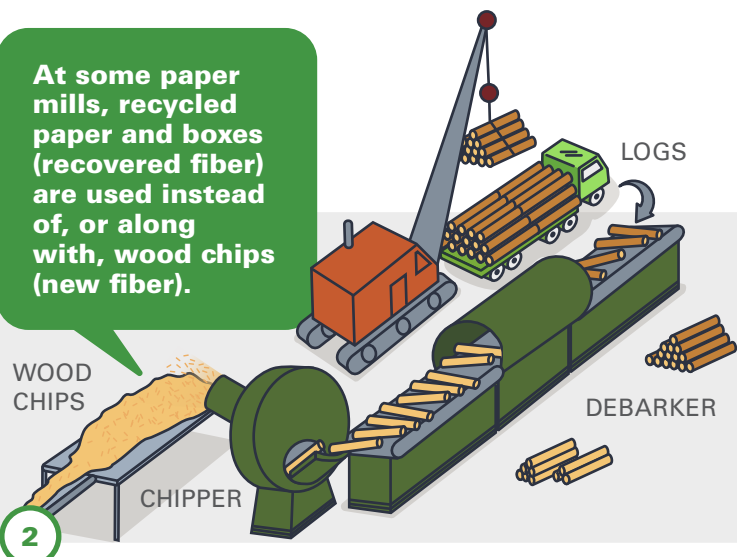 At some paper
mills, recycled
paper and boxes
(recovered fiber)
are used instead
of, or along
with, wood chips
(new fiber).
LOGS
DEBARKER
WOOD
CHIPS
CHIPPER
2